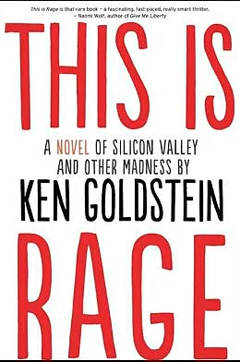 This is Rage is that rare book – a fascinating, fast-paced, really smart thriller.
– Naomi Wolf, author of Give Me Liberty
THIS IS
A NOVEL OF SILICON VALLEY
AND OTHER MADNESS BY
KEN GOLDSTEIN
RAGE